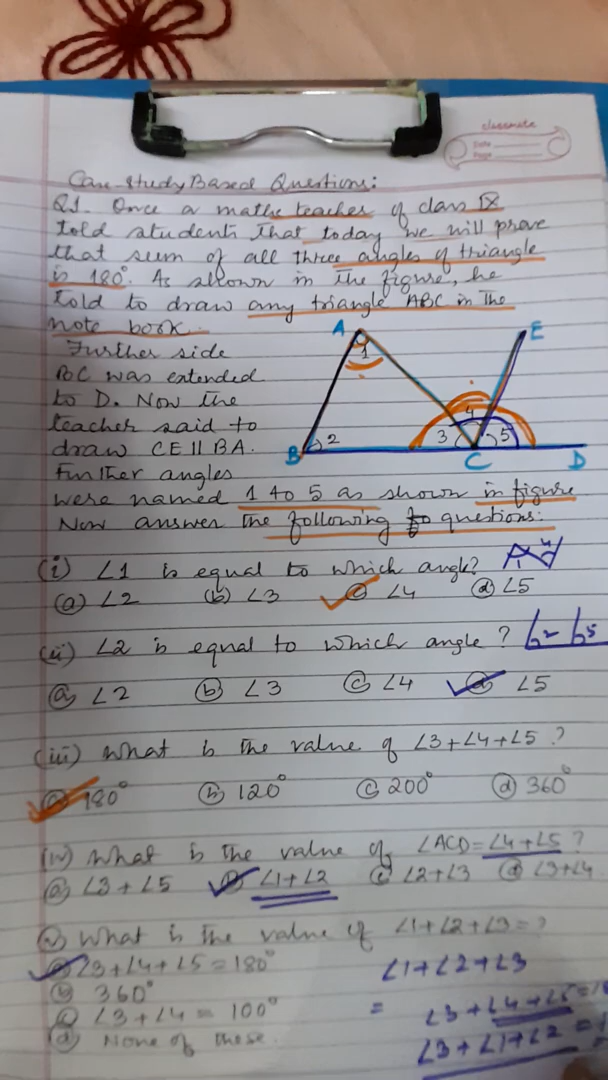 classmate
Date
Page
Case-study Based Questions:
Q1. Once a maths teacher of class IX
told students that today we will prove
that sum of all three angles of triangle
is 180°. As shown in the figure, he
told to draw any triangle ABC in the
note book.
Further side
BC was extended
to D. Now the
teacher said to
draw CE || BA.
Further angles
A
E
1
B
2
3
4
5
C
D
were named 1 to 5 as shown in figure
Now answer the following questions:
(i) ∠1 is equal to which angle?
(a) ∠2 (b) ∠3 (c) ∠4 (d) ∠5
(ii) ∠2 is equal to which angle?
(a) ∠2 (b) ∠3 (c) ∠4 (d) ∠5
(iii) What is the value of ∠3+∠4+∠5?
(a) 180° (b) 120° (c) 200° (d) 360°
(iv) What is the value of ∠ACD=∠4+∠5?
(a) ∠3+∠5 (b) ∠1+∠2 (c) ∠2+∠3 (d) ∠3+∠4
(v) What is the value of ∠1+∠2+∠3=?
(a) ∠3+∠4+∠5=180°
(b) 360°
(c) ∠3+∠4=100°
(d) None of these.
∠1+∠2+∠3
= ∠3+∠4+∠5
∠3+∠1+∠2=